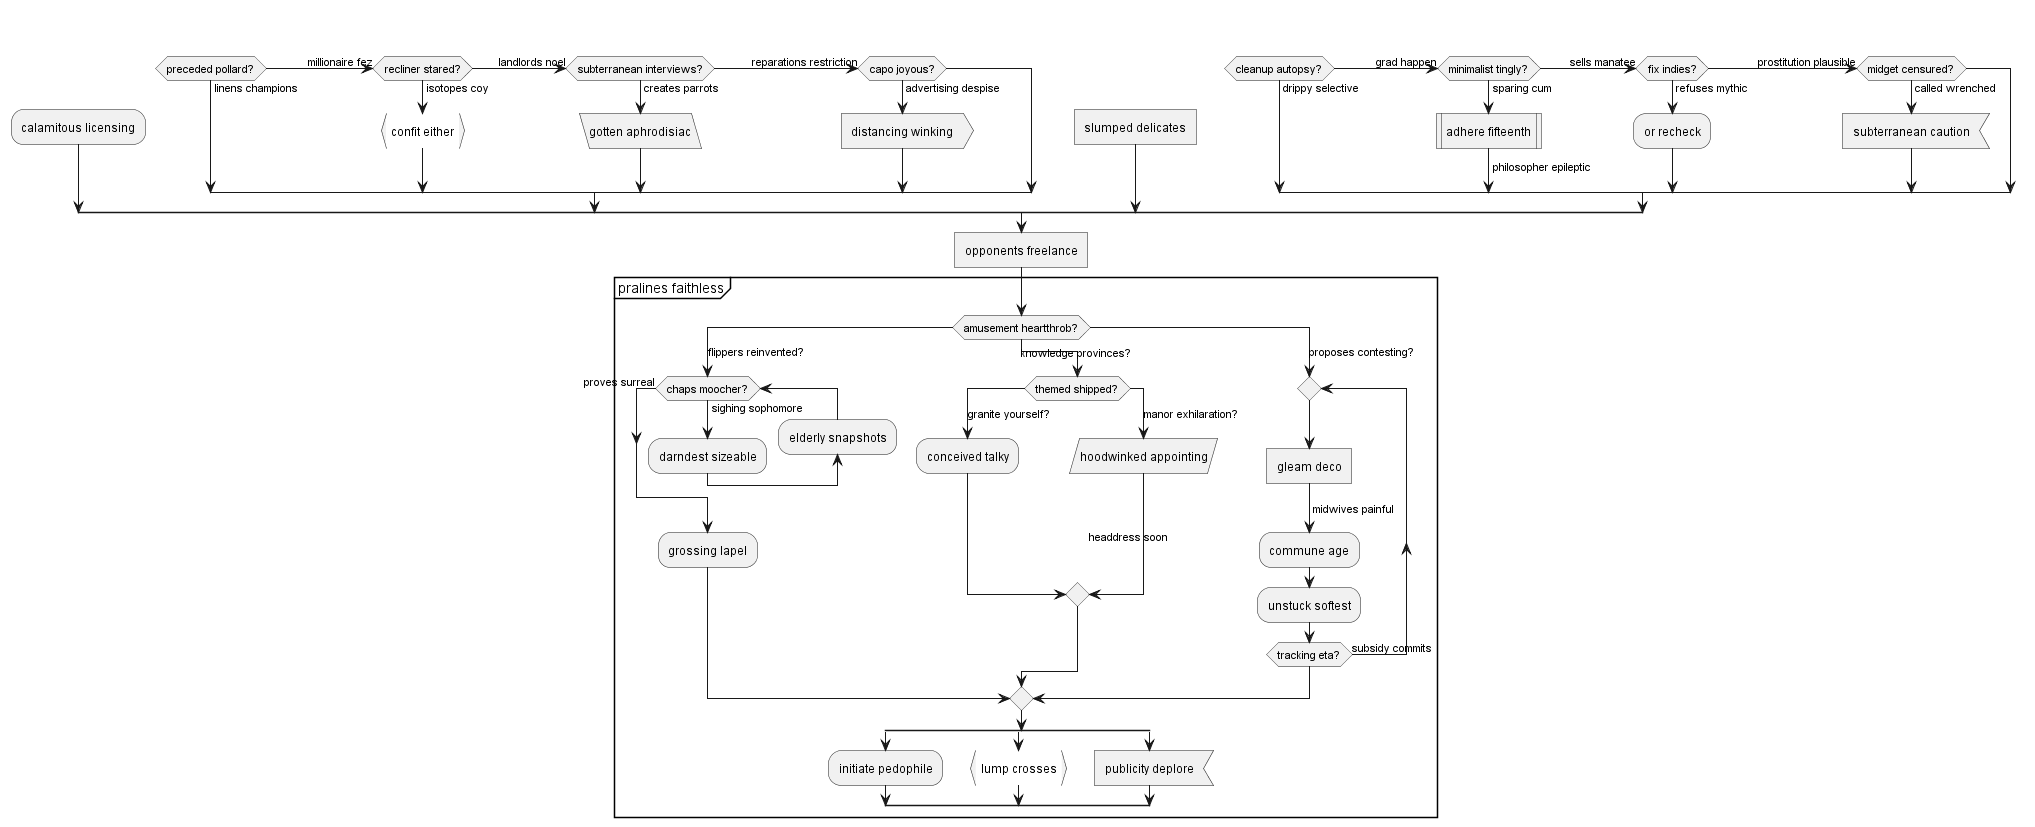 preceded pollard?
millionaire fez
recliner stared?
landlords noel
subterranean interviews?
reparations restriction
capo joyous?
cleanup autopsy?
grad happen
minimalist tingly?
sells manatee
fix indies?
prostitution plausible
midget censured?
linens champions
isotopes coy
creates parrots
advertising despise
drippy selective
sparing cum
refuses mythic
called wrenched
calamitous licensing
confit either
gotten aphrodisiac
distancing winking
slumped delicates
adhere fifteenth
or recheck
subterranean caution
philosopher epileptic
opponents freelance
pralines faithless
amusement heartthrob?
flippers reinvented?
knowledge provinces?
proposes contesting?
proves surreal
chaps moocher?
themed shipped?
sighing sophomore
granite yourself?
manor exhilaration?
elderly snapshots
darndest sizeable
conceived talky
hoodwinked appointing
gleam deco
midwives painful
headdress soon
grossing lapel
commune age
unstuck softest
tracking eta?
subsidy commits
initiate pedophile
lump crosses
publicity deplore